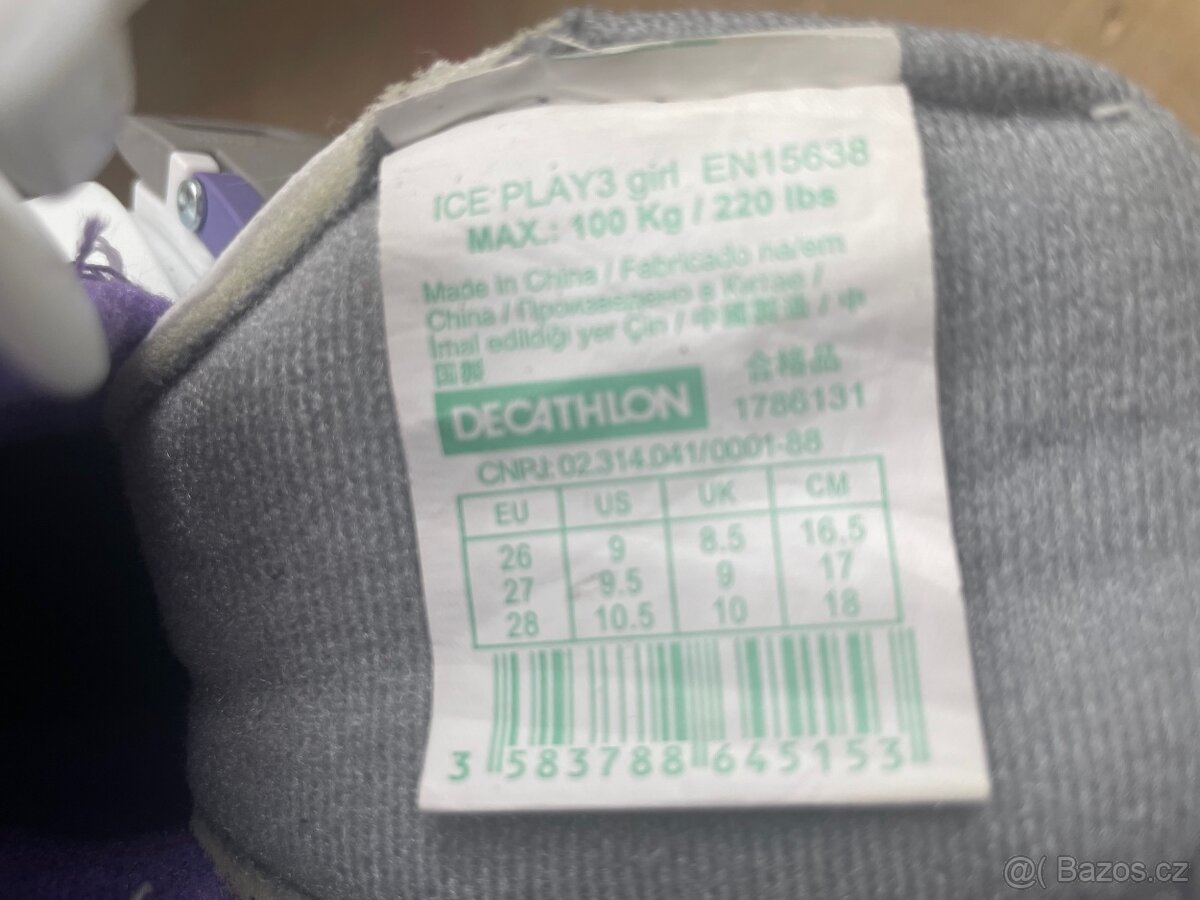 ICE PLAY3 girl EN15638
MAX.: 100 Kg / 220 lbs
Made in China / Fabricado na/em
China / Произведено в Китае /
İmal edildiği yer Çin / 中國製造 / 中
国製
合格品
DECATHLON 1786131
CNPJ: 02.314.041/0001-88
EU US UK CM
26 9 8.5 16.5
27 9.5 9 17
28 10.5 10 18
3 583788 645153
@( Bazos.cz